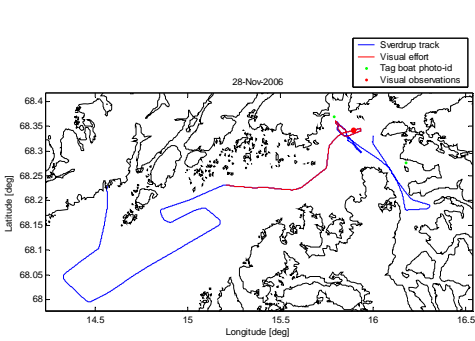 Sverdrup track
Visual effort
Tag boat photo-id
Visual observations
28-Nov-2006
68.4
68.35
68.3
68.25
68.2
68.15
68.1
68.05
68
Latitude [deg]
14.5
15
15.5
16
16.5
Longitude [deg]